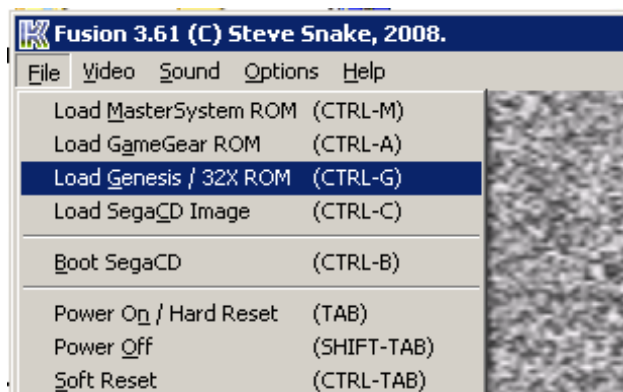 Fusion 3.61 (C) Steve Snake, 2008.
File Video Sound Options Help
Load MasterSystem ROM (CTRL-M)
Load GameGear ROM (CTRL-A)
Load Genesis / 32X ROM (CTRL-G)
Load SegaCD Image (CTRL-C)
Boot SegaCD (CTRL-B)
Power On / Hard Reset (TAB)
Power Off (SHIFT-TAB)
Soft Reset (CTRL-TAB)